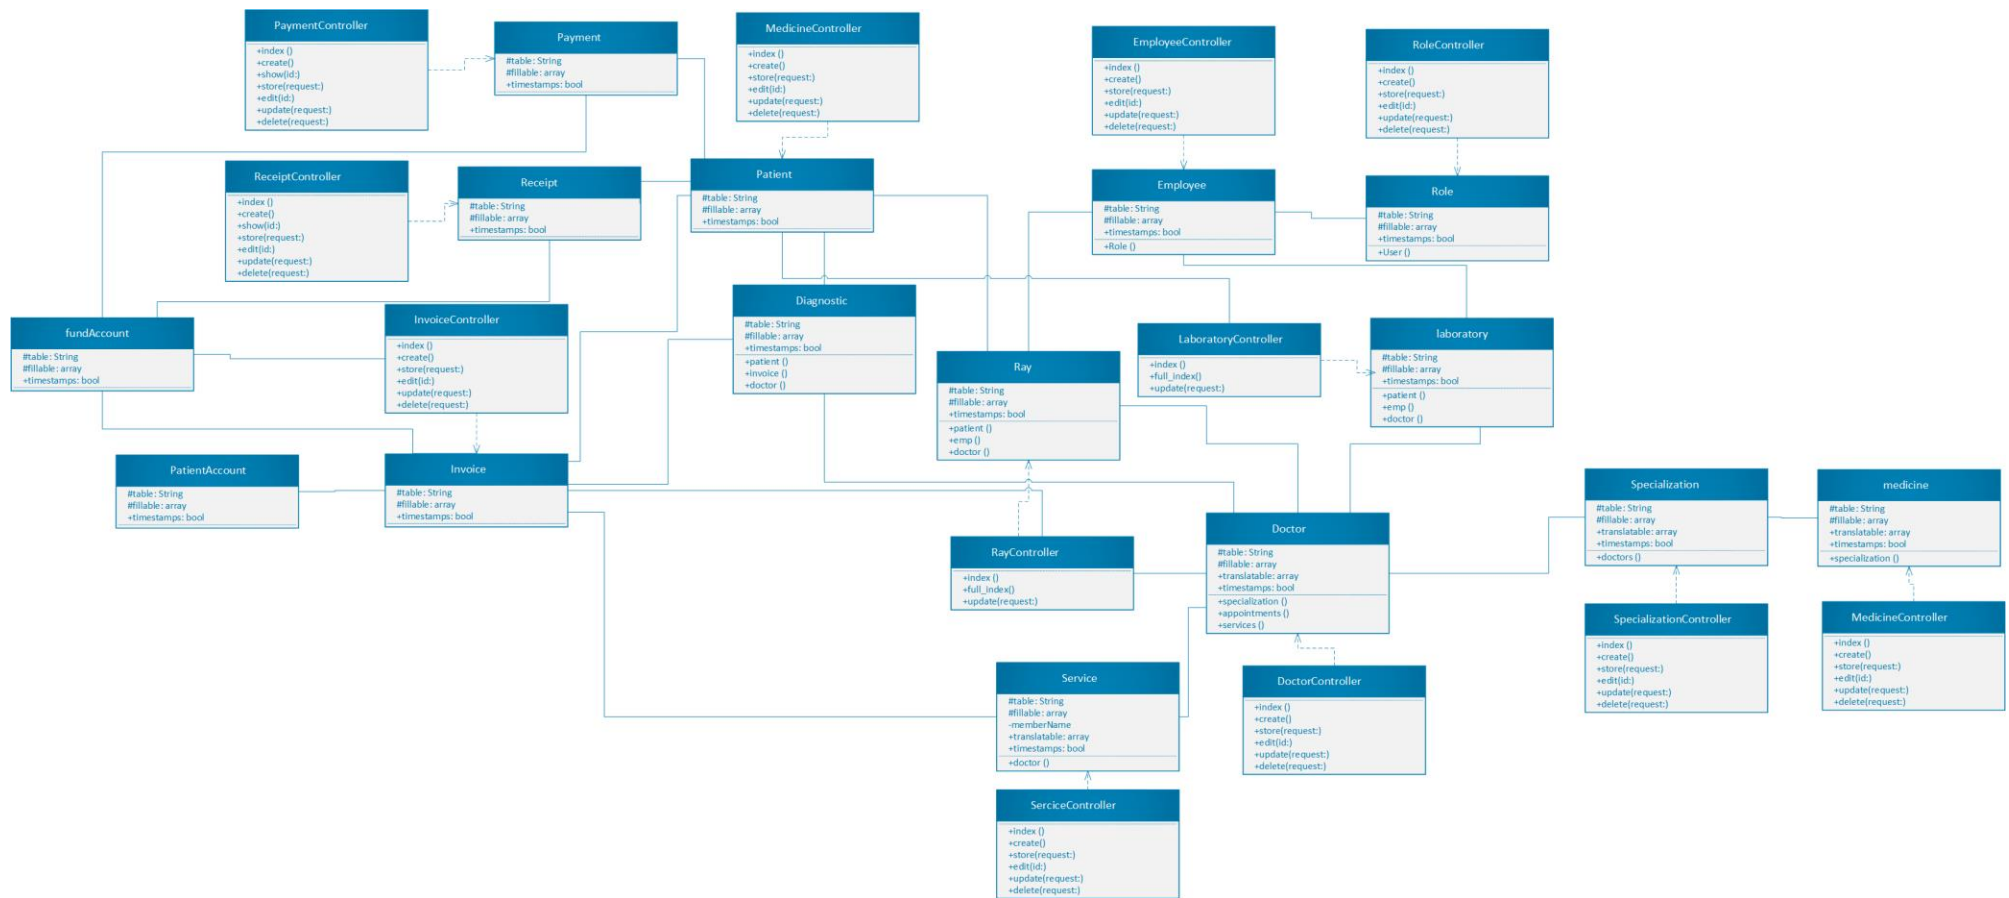 PaymentController
+index ()
+create()
+show(id:)
+store(request:)
+edit(id:)
+update(request:)
+delete(request:)
Payment
#table: String
#fillable: array
+timestamps: bool
MedicineController
+index ()
+create()
+store(request:)
+edit(id:)
+update(request:)
+delete(request:)
EmployeeController
+index ()
+create()
+store(request:)
+edit(id:)
+update(request:)
+delete(request:)
RoleController
+index ()
+create()
+store(request:)
+edit(id:)
+update(request:)
+delete(request:)
ReceiptController
+index ()
+create()
+show(id:)
+store(request:)
+edit(id:)
+update(request:)
+delete(request:)
Receipt
#table: String
#fillable: array
+timestamps: bool
Patient
#table: String
#fillable: array
+timestamps: bool
Employee
#table: String
#fillable: array
+timestamps: bool
+Role ()
Role
#table: String
#fillable: array
+timestamps: bool
+User ()
fundAccount
#table: String
#fillable: array
+timestamps: bool
InvoiceController
+index ()
+create()
+store(request:)
+edit(id:)
+update(request:)
+delete(request:)
Diagnostic
#table: String
#fillable: array
+timestamps: bool
+patient ()
+invoice ()
+doctor ()
Ray
#table: String
#fillable: array
+timestamps: bool
+patient ()
+emp ()
+doctor ()
LaboratoryController
+index ()
+full_index()
+update(request:)
laboratory
#table: String
#fillable: array
+timestamps: bool
+patient ()
+emp ()
+doctor ()
PatientAccount
#table: String
#fillable: array
+timestamps: bool
Invoice
#table: String
#fillable: array
+timestamps: bool
RayController
+index ()
+full_index()
+update(request:)
Doctor
#table: String
#fillable: array
+translatable: array
+timestamps: bool
+specialization ()
+appointments ()
+services ()
Specialization
#table: String
#fillable: array
+translatable: array
+timestamps: bool
+doctors ()
medicine
#table: String
#fillable: array
+translatable: array
+timestamps: bool
+specialization ()
SpecializationController
+index ()
+create()
+store(request:)
+edit(id:)
+update(request:)
+delete(request:)
MedicineController
+index ()
+create()
+store(request:)
+edit(id:)
+update(request:)
+delete(request:)
Service
#table: String
#fillable: array
-memberName
+translatable: array
+timestamps: bool
+doctor ()
DoctorController
+index ()
+create()
+store(request:)
+edit(id:)
+update(request:)
+delete(request:)
SerciceController
+index ()
+create()
+store(request:)
+edit(id:)
+update(request:)
+delete(request:)